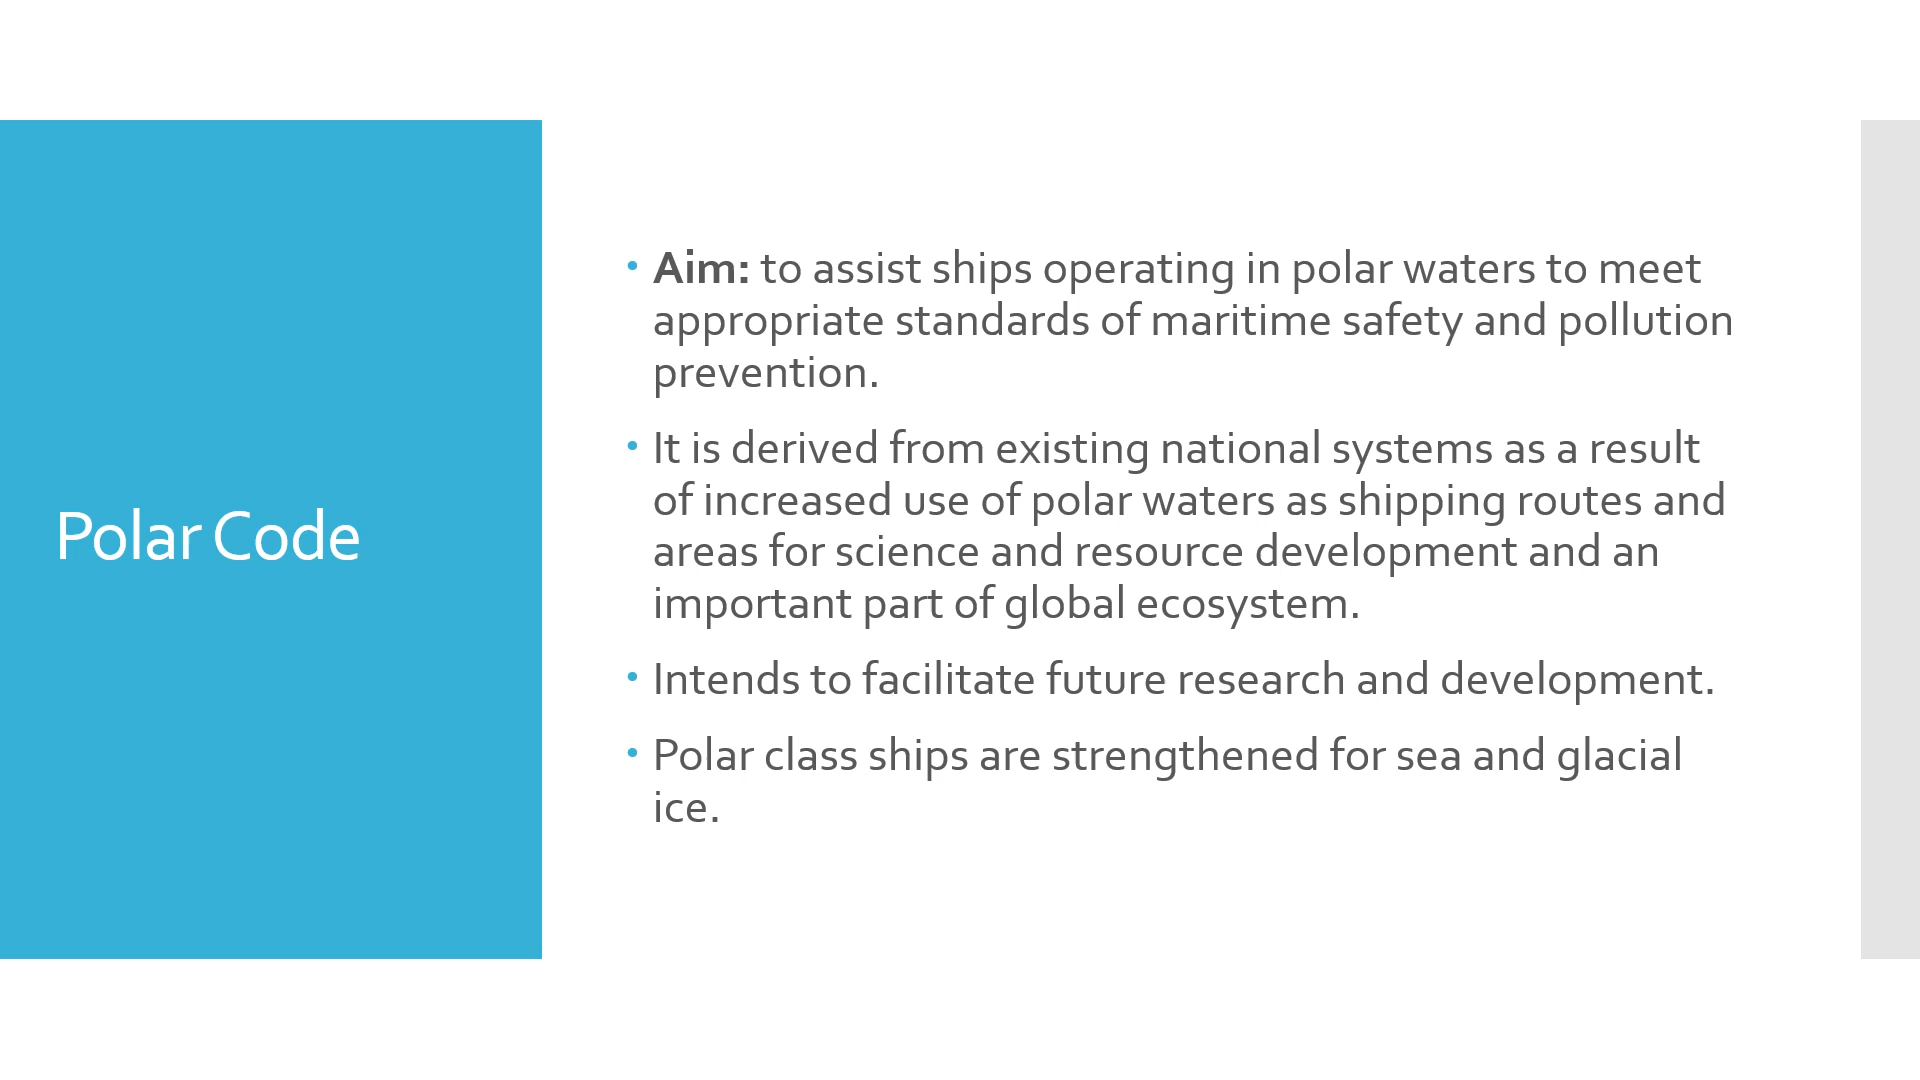 Polar Code
• Aim: to assist ships operating in polar waters to meet
appropriate standards of maritime safety and pollution
prevention.
• It is derived from existing national systems as a result
of increased use of polar waters as shipping routes and
areas for science and resource development and an
important part of global ecosystem.
• Intends to facilitate future research and development.
• Polar class ships are strengthened for sea and glacial
ice.